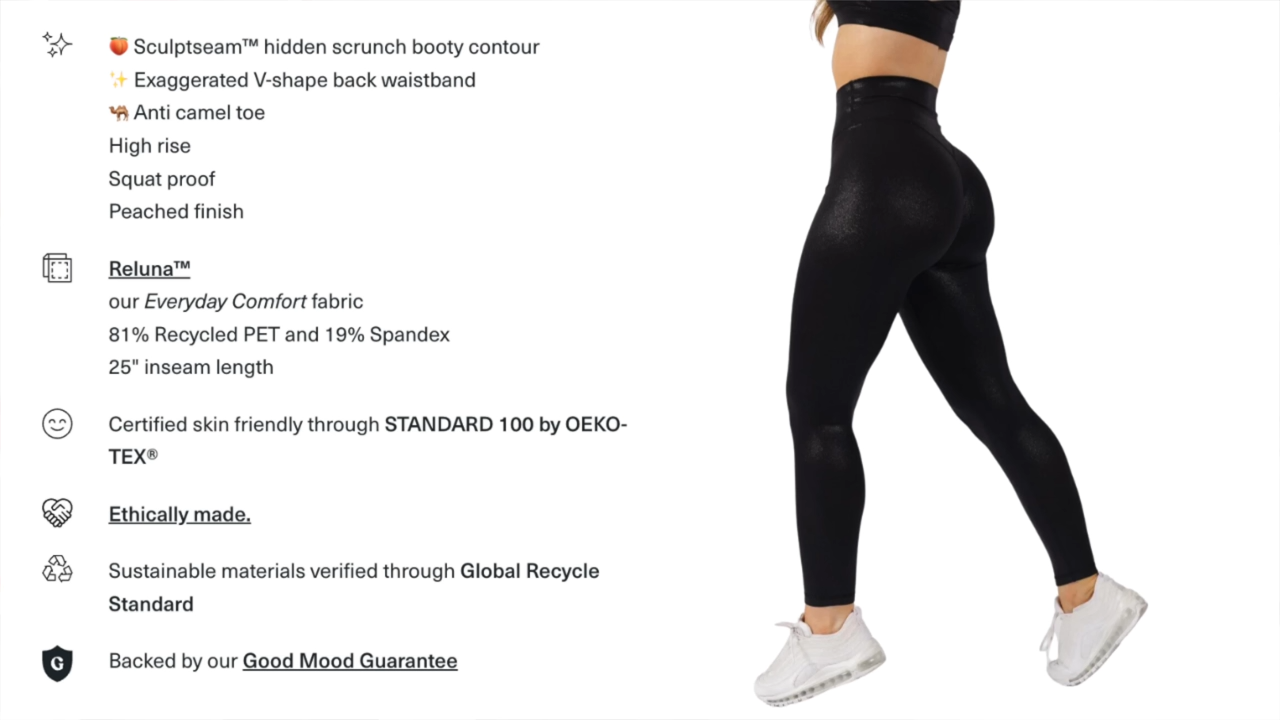 🍑 Sculptseam™ hidden scrunch booty contour
✨ Exaggerated V-shape back waistband
🐫 Anti camel toe
High rise
Squat proof
Peached finish
Reluna™
our Everyday Comfort fabric
81% Recycled PET and 19% Spandex
25" inseam length
Certified skin friendly through STANDARD 100 by OEKO-
TEX®
Ethically made.
Sustainable materials verified through Global Recycle
Standard
G
Backed by our Good Mood Guarantee